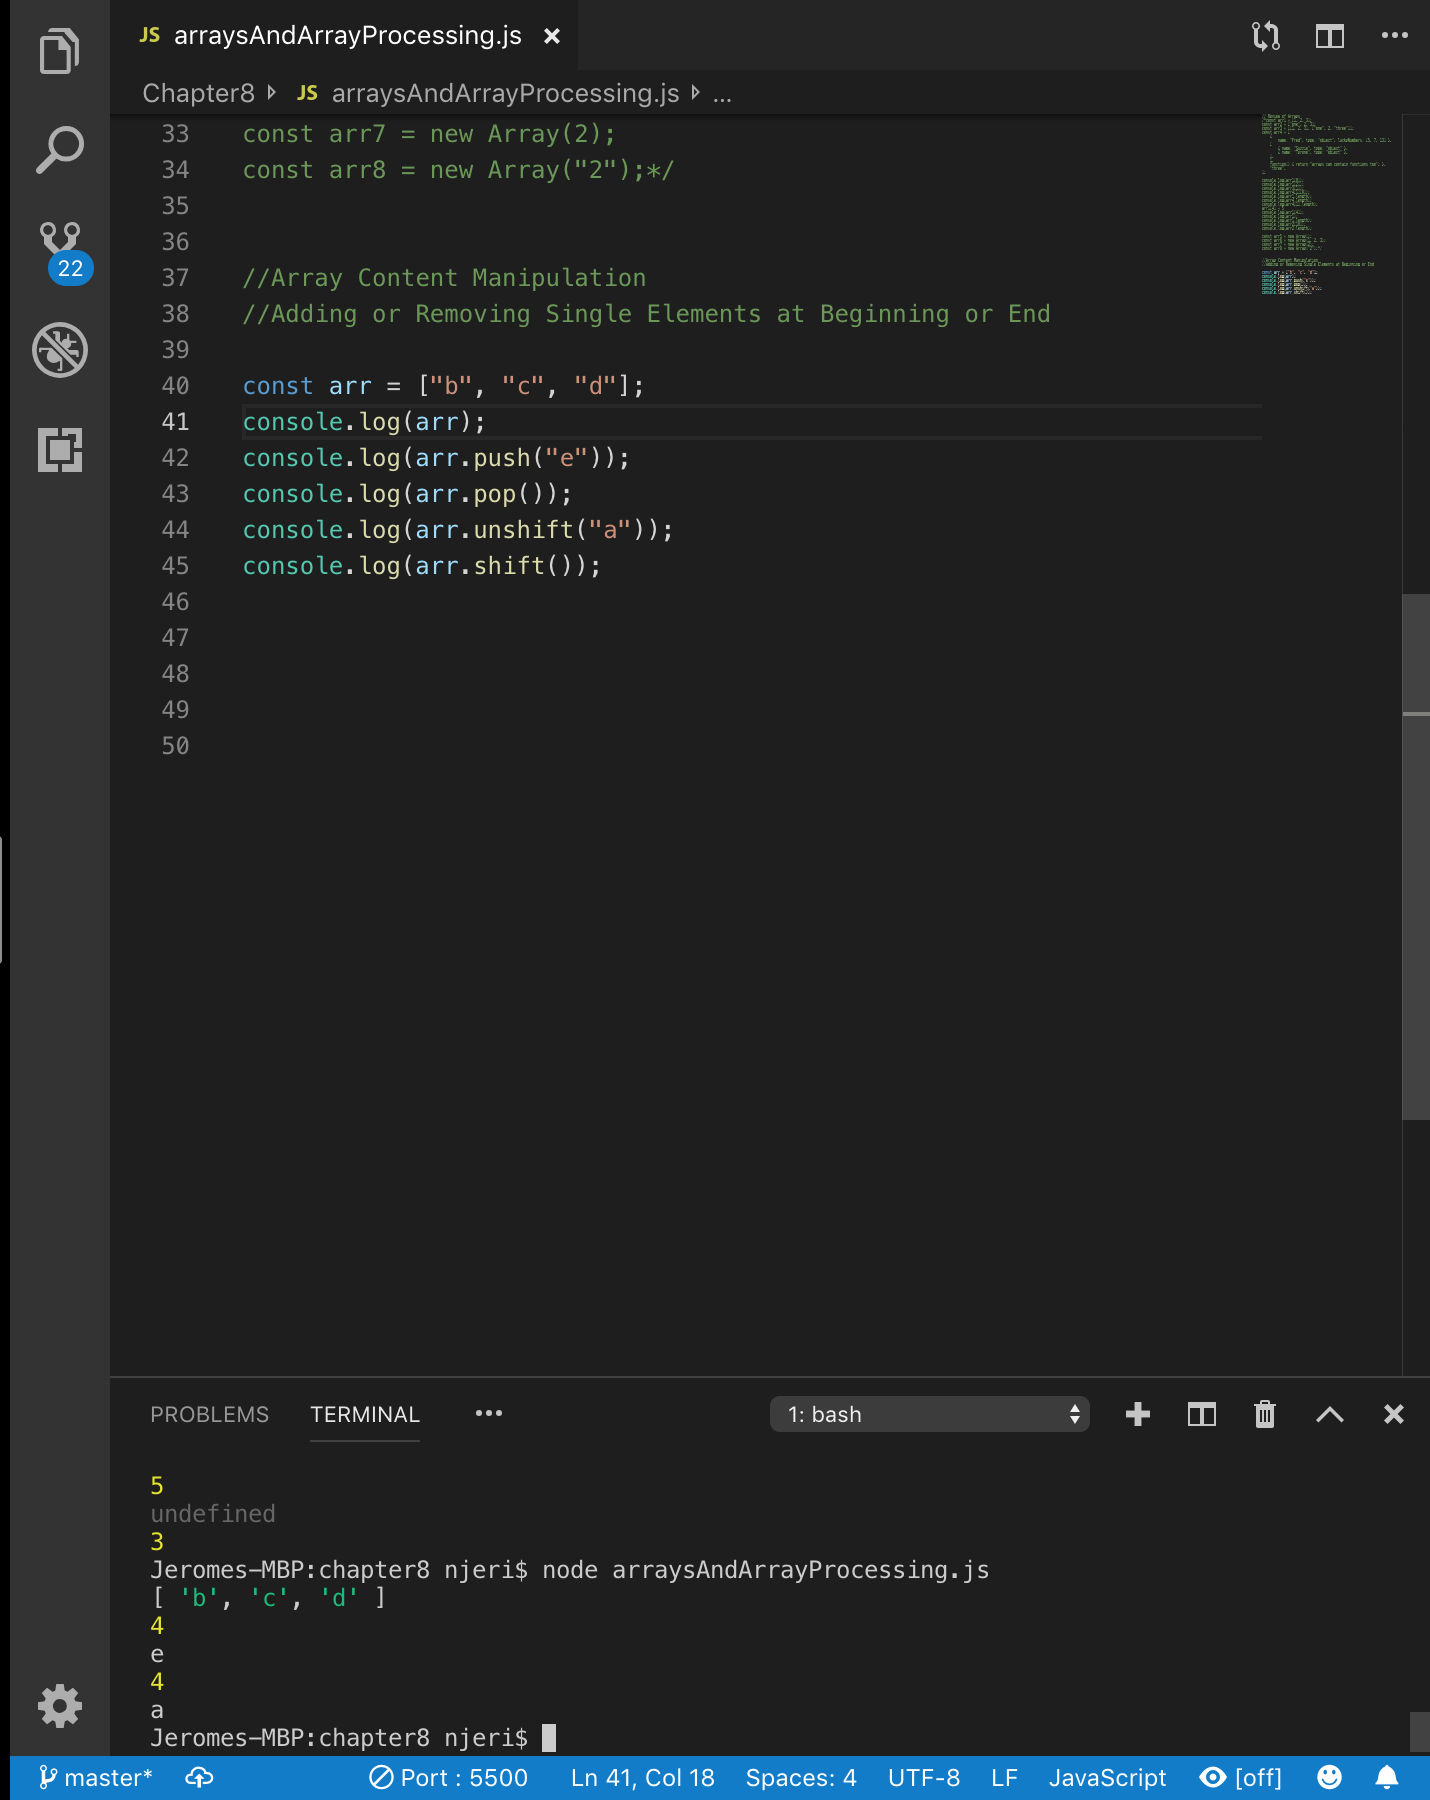 JS arraysAndArrayProcessing.js ×
Chapter8 JS arraysAndArrayProcessing.js ...
33 const arr7 = new Array(2);
34 const arr8 = new Array("2");*/
35
36
37 //Array Content Manipulation
38 //Adding or Removing Single Elements at Beginning or End
39
40 const arr = ["b", "c", "d"];
41 console.log(arr);
42 console.log(arr.push("e"));
43 console.log(arr.pop());
44 console.log(arr.unshift("a"));
45 console.log(arr.shift());
46
47
48
49
50
22
PROBLEMS TERMINAL ••• 1: bash
5
undefined
3
Jeromes-MBP:chapter8 njeri$ node arraysAndArrayProcessing.js
[ 'b', 'c', 'd' ]
4
e
4
a
Jeromes-MBP:chapter8 njeri$
master* Port : 5500 Ln 41, Col 18 Spaces: 4 UTF-8 LF JavaScript [off]